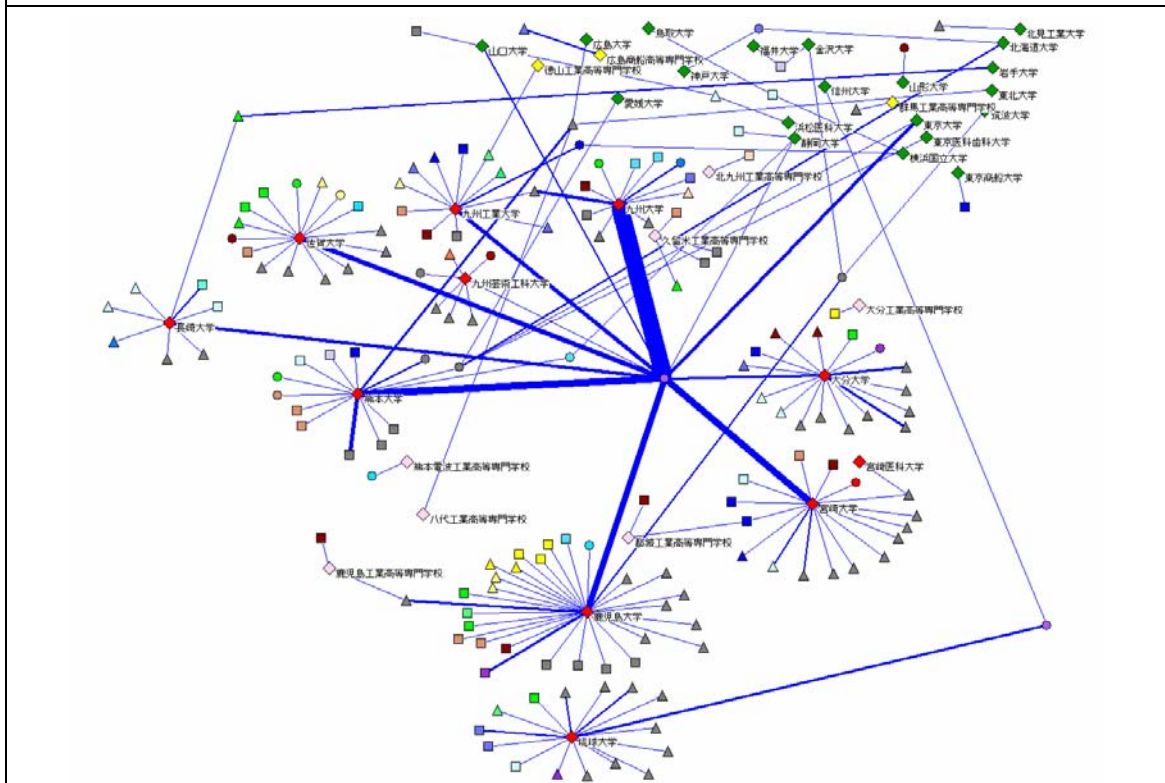 鳥取大学
北見工業大学
山口大学
広島大学
福井大学
金沢大学
北海道大学
広島商船高等専門学校
徳山工業高等専門学校
神戸大学
岩手大学
山形大学
信州大学
東北大学
愛媛大学
群馬工業高等専門学校
筑波大学
浜松医科大学
東京大学
静岡大学
東京医科歯科大学
横浜国立大学
北九州工業高等専門学校
東京商船大学
九州工業大学
九州大学
佐賀大学
久留米工業高等専門学校
九州芸術工科大学
大分工業高等専門学校
長崎大学
大分大学
熊本大学
熊本電波工業高等専門学校
宮崎医科大学
宮崎大学
八代工業高等専門学校
都城工業高等専門学校
鹿児島工業高等専門学校
鹿児島大学
琉球大学